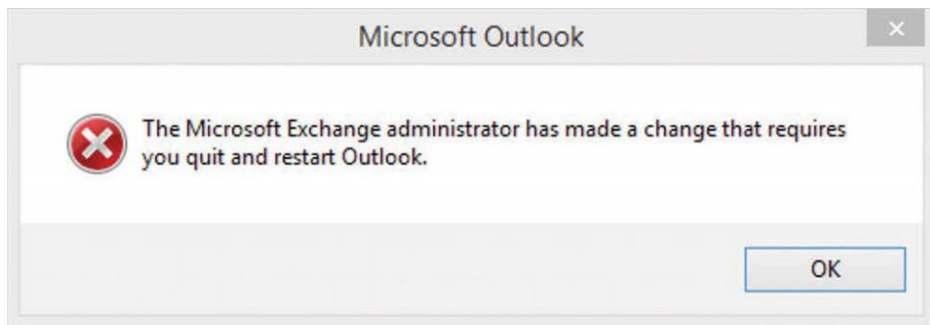 Microsoft Outlook
The Microsoft Exchange administrator has made a change that requires
you quit and restart Outlook.
OK